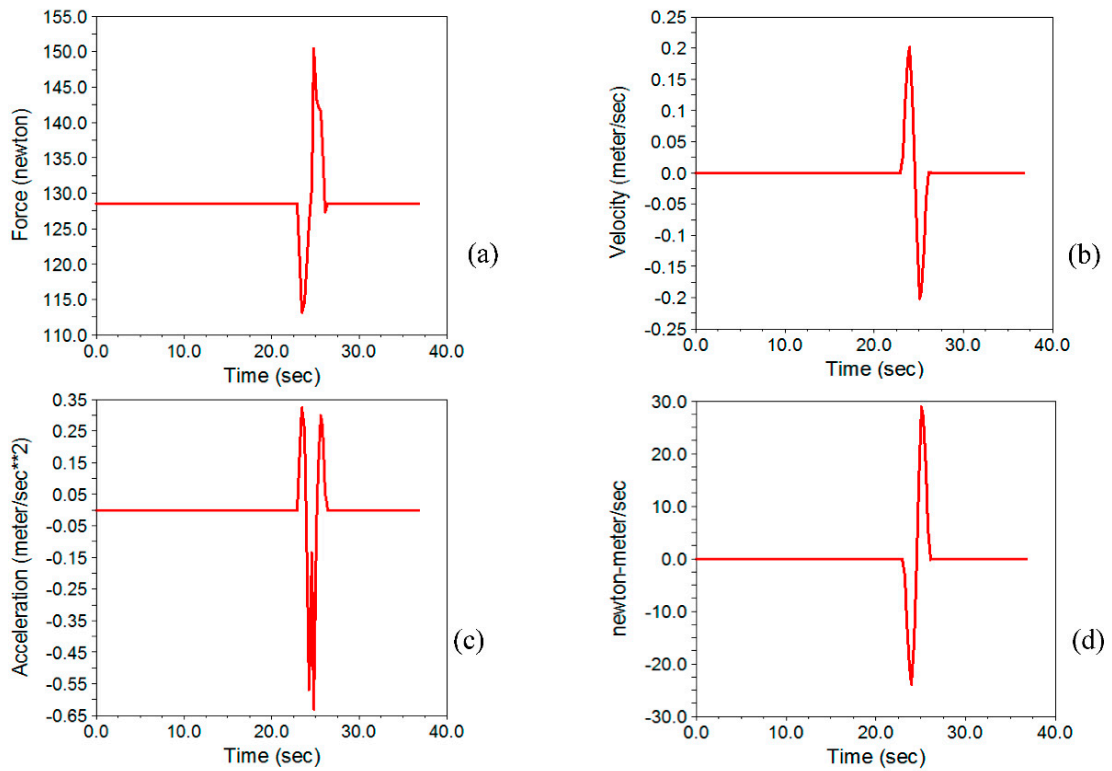 155.0
150.0
145.0
140.0
135.0
130.0
125.0
120.0
115.0
110.0
Force (newton)
0.0 10.0 20.0 30.0 40.0
Time (sec)
(a)
0.25
0.2
0.15
0.1
0.05
0.0
-0.05
-0.1
-0.15
-0.2
-0.25
Velocity (meter/sec)
0.0 10.0 20.0 30.0 40.0
Time (sec)
(b)
0.35
0.25
0.15
0.05
-0.05
-0.15
-0.25
-0.35
-0.45
-0.55
-0.65
Acceleration (meter/sec**2)
0.0 10.0 20.0 30.0 40.0
Time (sec)
(c)
30.0
20.0
10.0
0.0
-10.0
-20.0
-30.0
newton-meter/sec
0.0 10.0 20.0 30.0 40.0
Time (sec)
(d)